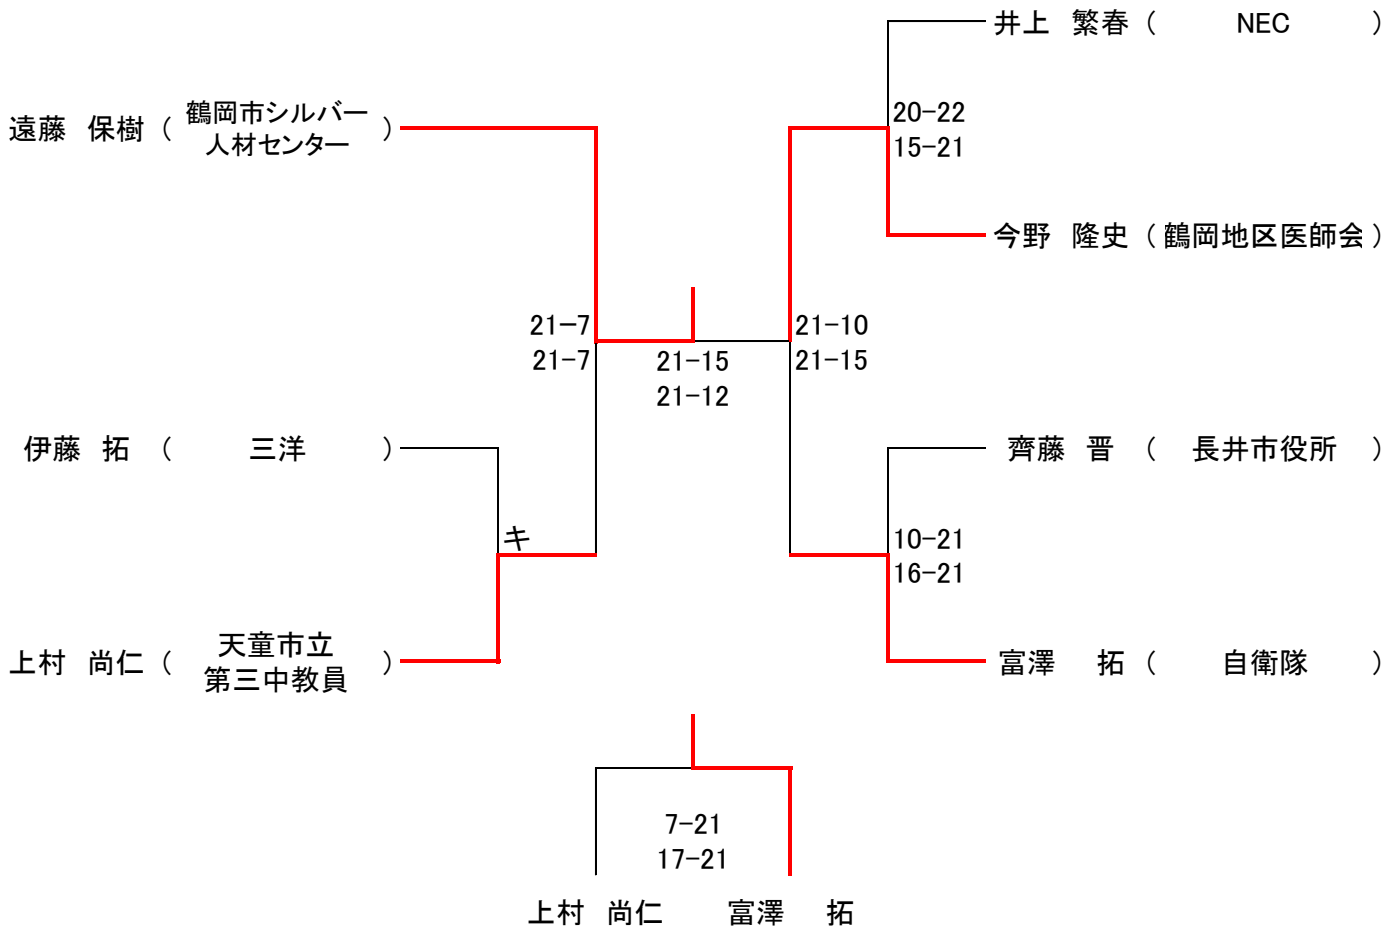 井上 繁春 ( NEC )
遠藤 保樹 ( 鶴岡市シルバー人材センター )
20-22
15-21
今野 隆史 ( 鶴岡地区医師会 )
21-7
21-7
21-15
21-12
21-10
21-15
伊藤 拓 ( 三洋 )
齊藤 晋 ( 長井市役所 )
キ
10-21
16-21
上村 尚仁 ( 天童市立第三中教員 )
富澤 拓 ( 自衛隊 )
7-21
17-21
上村 尚仁 富澤 拓